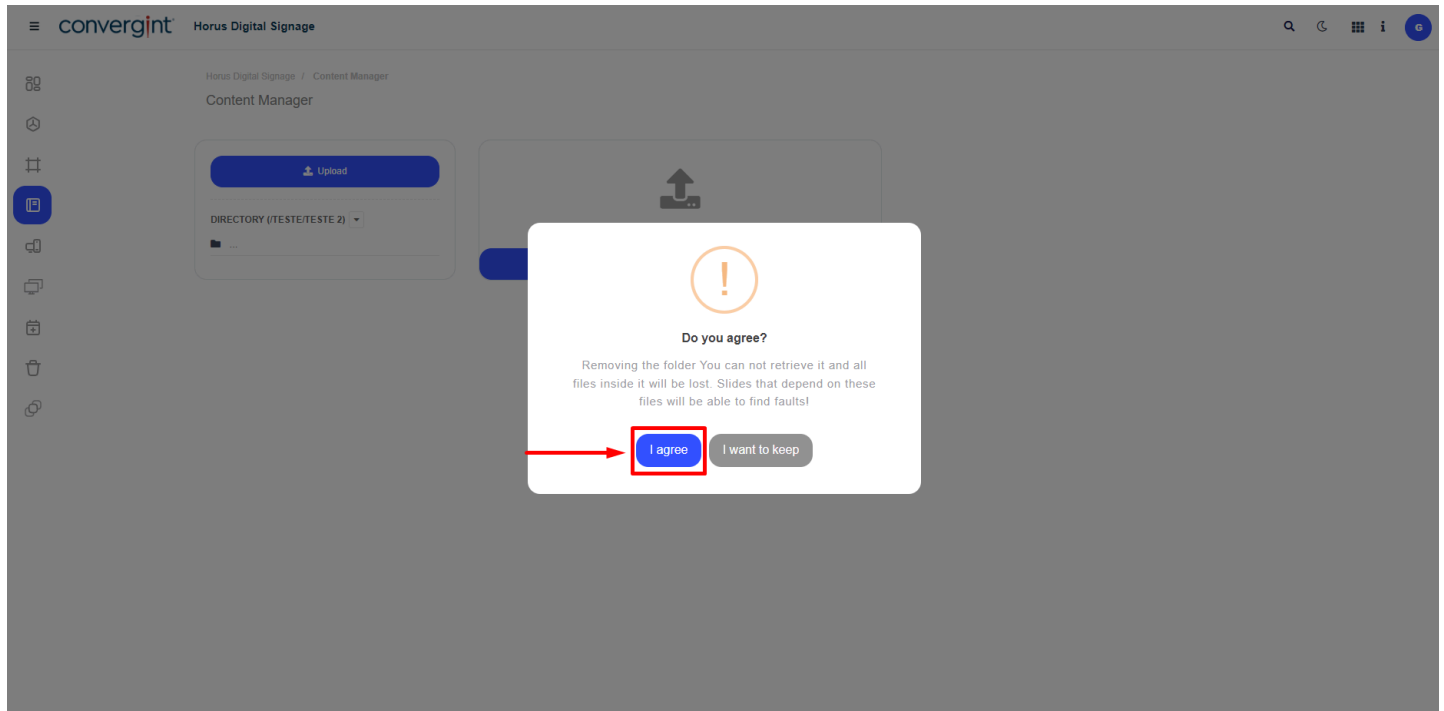 convergint Horus Digital Signage
G
Horus Digital Signage / Content Manager
Content Manager
Upload
DIRECTORY (/TESTE/TESTE 2)
...
Do you agree?
Removing the folder You can not retrieve it and all
files inside it will be lost. Slides that depend on these
files will be able to find faults!
I agree
I want to keep